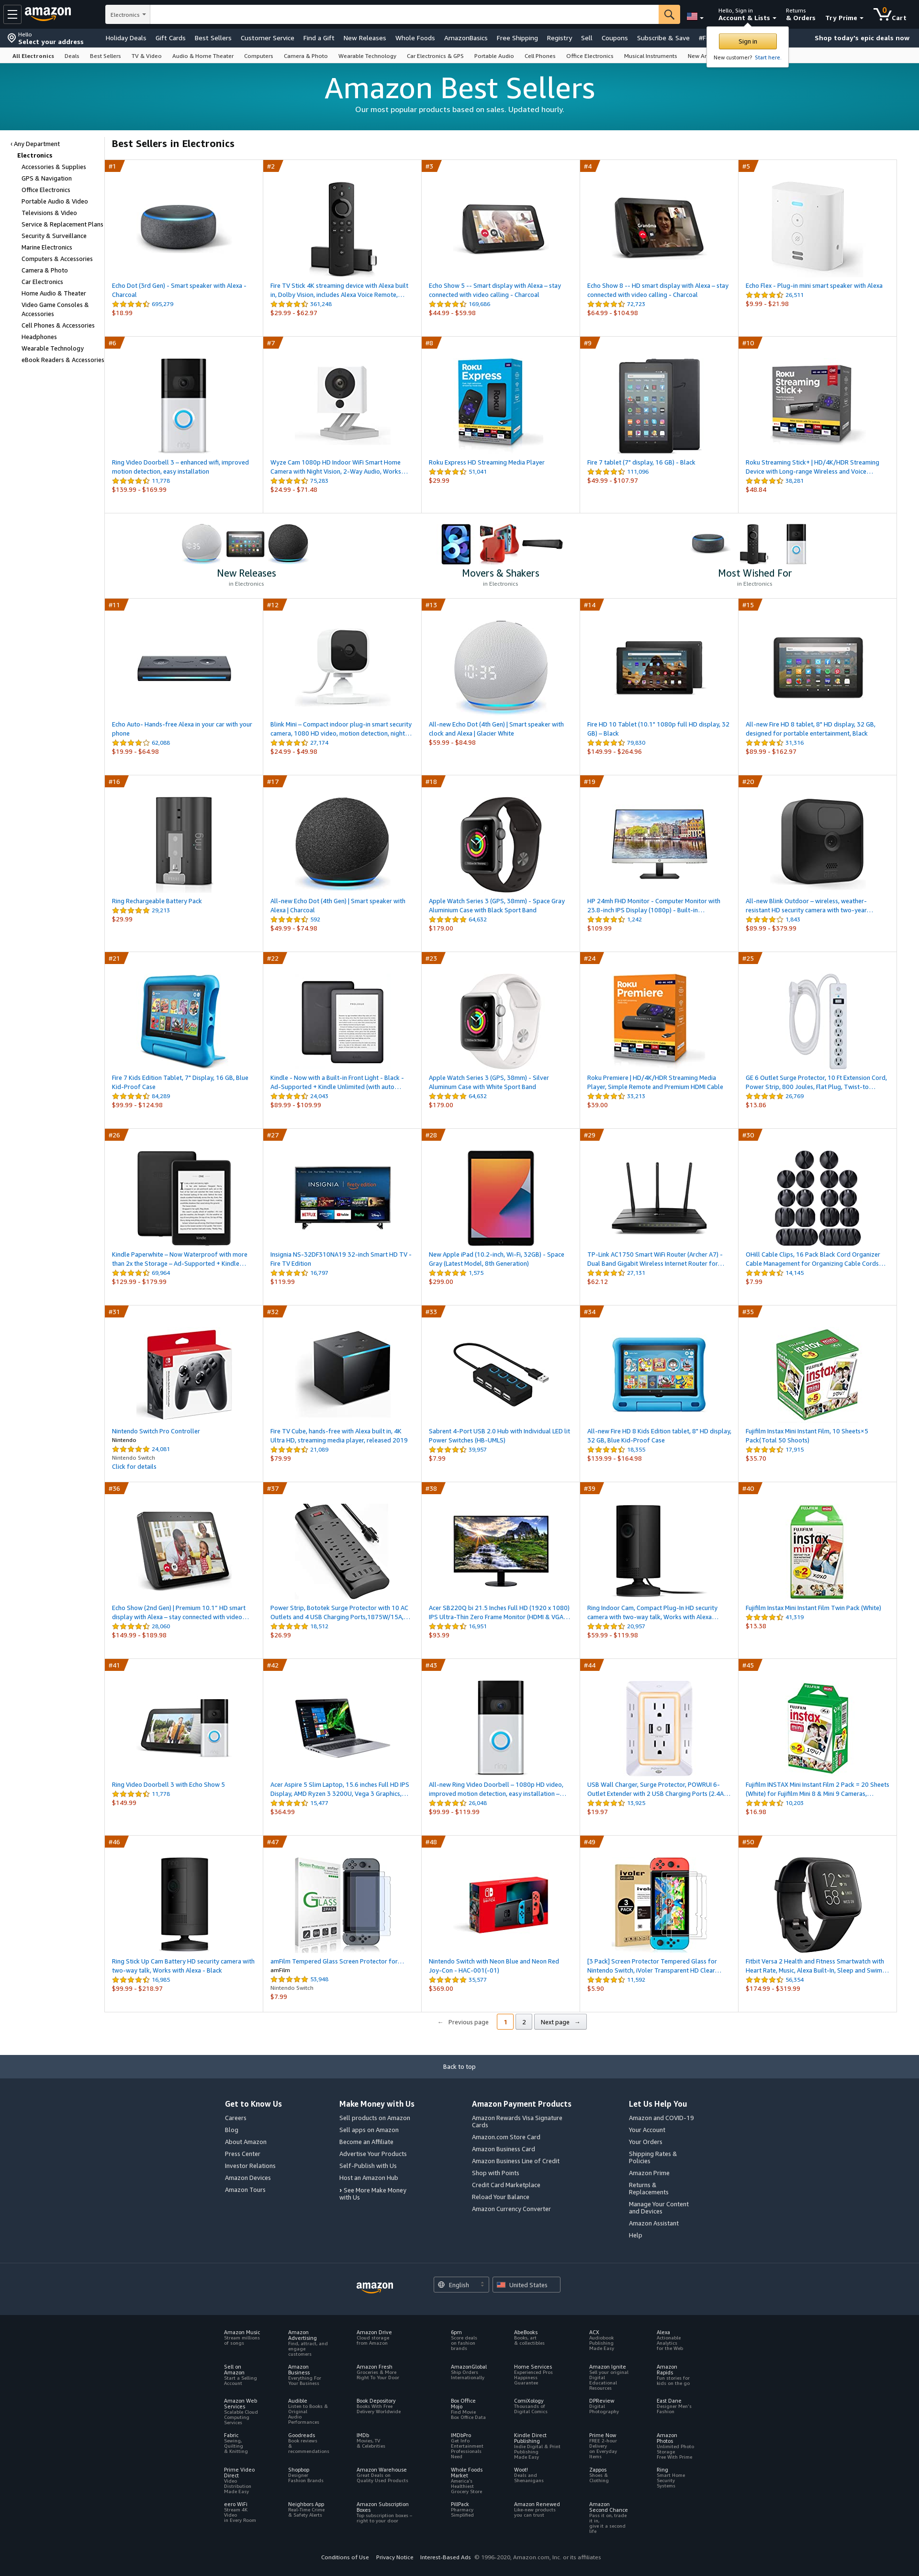 amazon
Electronics
Hello, Sign in
Account & Lists
Returns
& Orders
Try Prime
0
Cart
Hello
Select your address
Holiday Deals Gift Cards Best Sellers Customer Service Find a Gift New Releases Whole Foods AmazonBasics Free Shipping Registry Sell Coupons Subscribe & Save
Shop today's epic deals now
Sign in
New customer? Start here.
All Electronics Deals Best Sellers TV & Video Audio & Home Theater Computers Camera & Photo Wearable Technology Car Electronics & GPS Portable Audio Cell Phones Office Electronics Musical Instruments
Amazon Best Sellers
Our most popular products based on sales. Updated hourly.
‹ Any Department
Electronics
Accessories & Supplies
GPS & Navigation
Office Electronics
Portable Audio & Video
Televisions & Video
Service & Replacement Plans
Security & Surveillance
Marine Electronics
Computers & Accessories
Camera & Photo
Car Electronics
Home Audio & Theater
Video Game Consoles &
Accessories
Cell Phones & Accessories
Headphones
Wearable Technology
eBook Readers & Accessories
Best Sellers in Electronics
#1
Echo Dot (3rd Gen) - Smart speaker with Alexa -
Charcoal
695,279
$18.99
#2
Fire TV Stick 4K streaming device with Alexa built
in, Dolby Vision, includes Alexa Voice Remote,…
361,248
$29.99 - $62.97
#3
Echo Show 5 -- Smart display with Alexa – stay
connected with video calling - Charcoal
169,686
$44.99 - $59.98
#4
Echo Show 8 -- HD smart display with Alexa – stay
connected with video calling - Charcoal
72,723
$64.99 - $104.98
#5
Echo Flex - Plug-in mini smart speaker with Alexa
26,511
$9.99 - $21.98
#6
Ring Video Doorbell 3 – enhanced wifi, improved
motion detection, easy installation
11,778
$139.99 - $169.99
#7
Wyze Cam 1080p HD Indoor WiFi Smart Home
Camera with Night Vision, 2-Way Audio, Works…
75,283
$24.99 - $71.48
#8
Roku Express HD Streaming Media Player
51,041
$29.99
#9
Fire 7 tablet (7" display, 16 GB) - Black
111,096
$49.99 - $107.97
#10
Roku Streaming Stick+ | HD/4K/HDR Streaming
Device with Long-range Wireless and Voice…
38,281
$48.84
New Releases
in Electronics
Movers & Shakers
in Electronics
Most Wished For
in Electronics
#11
Echo Auto- Hands-free Alexa in your car with your
phone
62,088
$19.99 - $64.98
#12
Blink Mini – Compact indoor plug-in smart security
camera, 1080 HD video, motion detection, night…
27,174
$24.99 - $49.98
#13
All-new Echo Dot (4th Gen) | Smart speaker with
clock and Alexa | Glacier White
$59.99 - $84.98
#14
Fire HD 10 Tablet (10.1" 1080p full HD display, 32
GB) – Black
79,830
$149.99 - $264.96
#15
All-new Fire HD 8 tablet, 8" HD display, 32 GB,
designed for portable entertainment, Black
31,316
$89.99 - $162.97
#16
Ring Rechargeable Battery Pack
29,213
$29.99
#17
All-new Echo Dot (4th Gen) | Smart speaker with
Alexa | Charcoal
592
$49.99 - $74.98
#18
Apple Watch Series 3 (GPS, 38mm) - Space Gray
Aluminium Case with Black Sport Band
64,632
$179.00
#19
HP 24mh FHD Monitor - Computer Monitor with
23.8-inch IPS Display (1080p) - Built-in…
1,242
$109.99
#20
All-new Blink Outdoor – wireless, weather-
resistant HD security camera with two-year…
1,843
$89.99 - $379.99
#21
Fire 7 Kids Edition Tablet, 7" Display, 16 GB, Blue
Kid-Proof Case
84,289
$99.99 - $124.98
#22
Kindle - Now with a Built-in Front Light - Black -
Ad-Supported + Kindle Unlimited (with auto…
24,043
$89.99 - $109.99
#23
Apple Watch Series 3 (GPS, 38mm) - Silver
Aluminum Case with White Sport Band
64,632
$179.00
#24
Roku Premiere | HD/4K/HDR Streaming Media
Player, Simple Remote and Premium HDMI Cable
33,213
$39.00
#25
GE 6 Outlet Surge Protector, 10 Ft Extension Cord,
Power Strip, 800 Joules, Flat Plug, Twist-to…
26,769
$13.86
#26
Kindle Paperwhite – Now Waterproof with more
than 2x the Storage – Ad-Supported + Kindle…
69,964
$129.99 - $179.99
#27
Insignia NS-32DF310NA19 32-inch Smart HD TV -
Fire TV Edition
16,797
$119.99
#28
New Apple iPad (10.2-inch, Wi-Fi, 32GB) - Space
Gray (Latest Model, 8th Generation)
1,575
$299.00
#29
TP-Link AC1750 Smart WiFi Router (Archer A7) -
Dual Band Gigabit Wireless Internet Router for…
27,131
$62.12
#30
OHill Cable Clips, 16 Pack Black Cord Organizer
Cable Management for Organizing Cable Cords…
14,145
$7.99
#31
Nintendo Switch Pro Controller
Nintendo
24,081
Nintendo Switch
Click for details
#32
Fire TV Cube, hands-free with Alexa built in, 4K
Ultra HD, streaming media player, released 2019
21,069
$79.99
#33
Sabrent 4-Port USB 2.0 Hub with Individual LED lit
Power Switches (HB-UMLS)
39,957
$7.99
#34
All-new Fire HD 8 Kids Edition tablet, 8" HD display,
32 GB, Blue Kid-Proof Case
18,355
$139.99 - $164.98
#35
Fujifilm Instax Mini Instant Film, 10 Sheets×5
Pack(Total 50 Shoots)
17,915
$35.70
#36
Echo Show (2nd Gen) | Premium 10.1" HD smart
display with Alexa – stay connected with video…
28,060
$149.99 - $189.98
#37
Power Strip, Bototek Surge Protector with 10 AC
Outlets and 4 USB Charging Ports,1875W/15A,…
18,512
$26.99
#38
Acer SB220Q bi 21.5 Inches Full HD (1920 x 1080)
IPS Ultra-Thin Zero Frame Monitor (HDMI & VGA…
16,951
$93.99
#39
Ring Indoor Cam, Compact Plug-In HD security
camera with two-way talk, Works with Alexa…
20,957
$59.99 - $119.98
#40
Fujifilm Instax Mini Instant Film Twin Pack (White)
41,319
$13.38
#41
Ring Video Doorbell 3 with Echo Show 5
11,778
$149.99
#42
Acer Aspire 5 Slim Laptop, 15.6 inches Full HD IPS
Display, AMD Ryzen 3 3200U, Vega 3 Graphics,…
15,477
$364.99
#43
All-new Ring Video Doorbell – 1080p HD video,
improved motion detection, easy installation –…
26,048
$99.99 - $119.99
#44
USB Wall Charger, Surge Protector, POWRUI 6-
Outlet Extender with 2 USB Charging Ports (2.4A…
13,925
$19.97
#45
Fujifilm INSTAX Mini Instant Film 2 Pack = 20 Sheets
(White) for Fujifilm Mini 8 & Mini 9 Cameras,…
10,203
$16.98
#46
Ring Stick Up Cam Battery HD security camera with
two-way talk, Works with Alexa - Black
16,985
$99.99 - $218.97
#47
amFilm Tempered Glass Screen Protector for…
amFilm
53,948
Nintendo Switch
$7.99
#48
Nintendo Switch with Neon Blue and Neon Red
Joy-Con - HAC-001(-01)
35,577
$369.00
#49
[3 Pack] Screen Protector Tempered Glass for
Nintendo Switch, iVoler Transparent HD Clear…
11,592
$5.90
#50
Fitbit Versa 2 Health and Fitness Smartwatch with
Heart Rate, Music, Alexa Built-In, Sleep and Swim…
56,354
$174.99 - $319.99
← Previous page 1 2 Next page →
Back to top
Get to Know Us
Careers
Blog
About Amazon
Press Center
Investor Relations
Amazon Devices
Amazon Tours
Make Money with Us
Sell products on Amazon
Sell apps on Amazon
Become an Affiliate
Advertise Your Products
Self-Publish with Us
Host an Amazon Hub
› See More Make Money
with Us
Amazon Payment Products
Amazon Rewards Visa Signature
Cards
Amazon.com Store Card
Amazon Business Card
Amazon Business Line of Credit
Shop with Points
Credit Card Marketplace
Reload Your Balance
Amazon Currency Converter
Let Us Help You
Amazon and COVID-19
Your Account
Your Orders
Shipping Rates &
Policies
Amazon Prime
Returns &
Replacements
Manage Your Content
and Devices
Amazon Assistant
Help
amazon
English
United States
Amazon Music
Stream millions
of songs
Amazon
Advertising
Find, attract, and
engage
customers
Amazon Drive
Cloud storage
from Amazon
6pm
Score deals
on fashion
brands
AbeBooks
Books, art
& collectibles
ACX
Audiobook
Publishing
Made Easy
Alexa
Actionable
Analytics
for the Web
Sell on
Amazon
Start a Selling
Account
Amazon
Business
Everything For
Your Business
Amazon Fresh
Groceries & More
Right To Your Door
AmazonGlobal
Ship Orders
Internationally
Home Services
Experienced Pros
Happiness
Guarantee
Amazon Ignite
Sell your original
Digital
Educational
Resources
Amazon
Rapids
Fun stories for
kids on the go
Amazon Web
Services
Scalable Cloud
Computing
Services
Audible
Listen to Books &
Original
Audio
Performances
Book Depository
Books With Free
Delivery Worldwide
Box Office
Mojo
Find Movie
Box Office Data
ComiXology
Thousands of
Digital Comics
DPReview
Digital
Photography
East Dane
Designer Men's
Fashion
Fabric
Sewing,
Quilting
& Knitting
Goodreads
Book reviews
&
recommendations
IMDb
Movies, TV
& Celebrities
IMDbPro
Get Info
Entertainment
Professionals
Need
Kindle Direct
Publishing
Indie Digital & Print
Publishing
Made Easy
Prime Now
FREE 2-hour
Delivery
on Everyday
Items
Amazon
Photos
Unlimited Photo
Storage
Free With Prime
Prime Video
Direct
Video
Distribution
Made Easy
Shopbop
Designer
Fashion Brands
Amazon Warehouse
Great Deals on
Quality Used Products
Whole Foods
Market
America's
Healthiest
Grocery Store
Woot!
Deals and
Shenanigans
Zappos
Shoes &
Clothing
Ring
Smart Home
Security
Systems
eero WiFi
Stream 4K
Video
in Every Room
Neighbors App
Real-Time Crime
& Safety Alerts
Amazon Subscription
Boxes
Top subscription boxes –
right to your door
PillPack
Pharmacy
Simplified
Amazon Renewed
Like-new products
you can trust
Amazon
Second Chance
Pass it on, trade
it in,
give it a second
life
Conditions of Use Privacy Notice Interest-Based Ads © 1996-2020, Amazon.com, Inc. or its affiliates